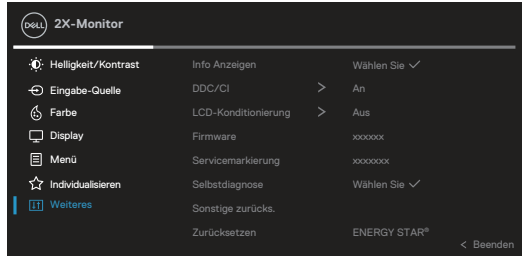 DELL 2X-Monitor
Helligkeit/Kontrast Info Anzeigen Wählen Sie ✓
Eingabe-Quelle DDC/CI > An
Farbe LCD-Konditionierung > Aus
Display Firmware xxxxxx
Menü Servicemarkierung xxxxxxx
Individualisieren Selbstdiagnose Wählen Sie ✓
Weiteres Sonstige zurücks.
Zurücksetzen ENERGY STAR®
< Beenden